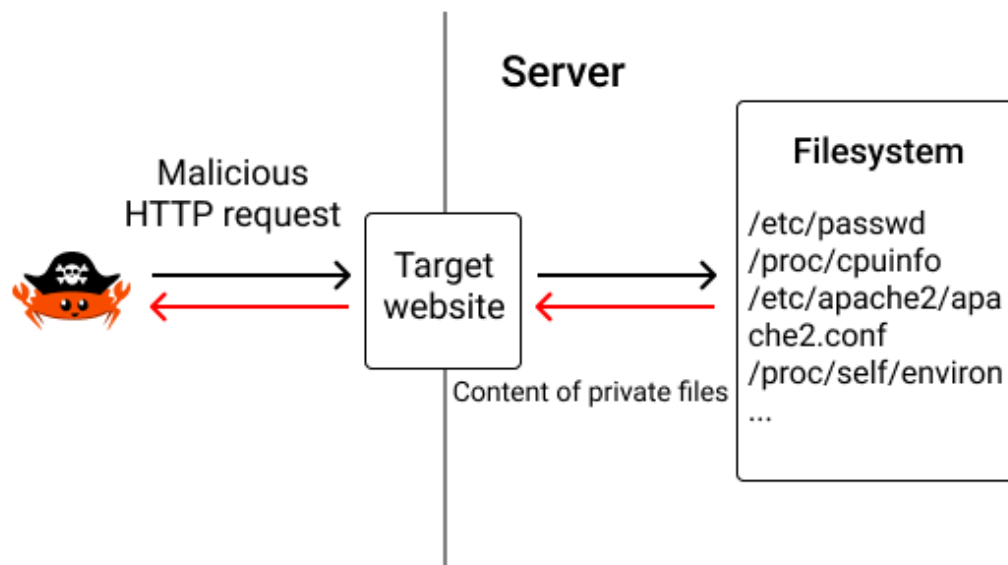 Server
Malicious
HTTP request
Target
website
Content of private files
Filesystem
/etc/passwd
/proc/cpuinfo
/etc/apache2/apa
che2.conf
/proc/self/environ
...